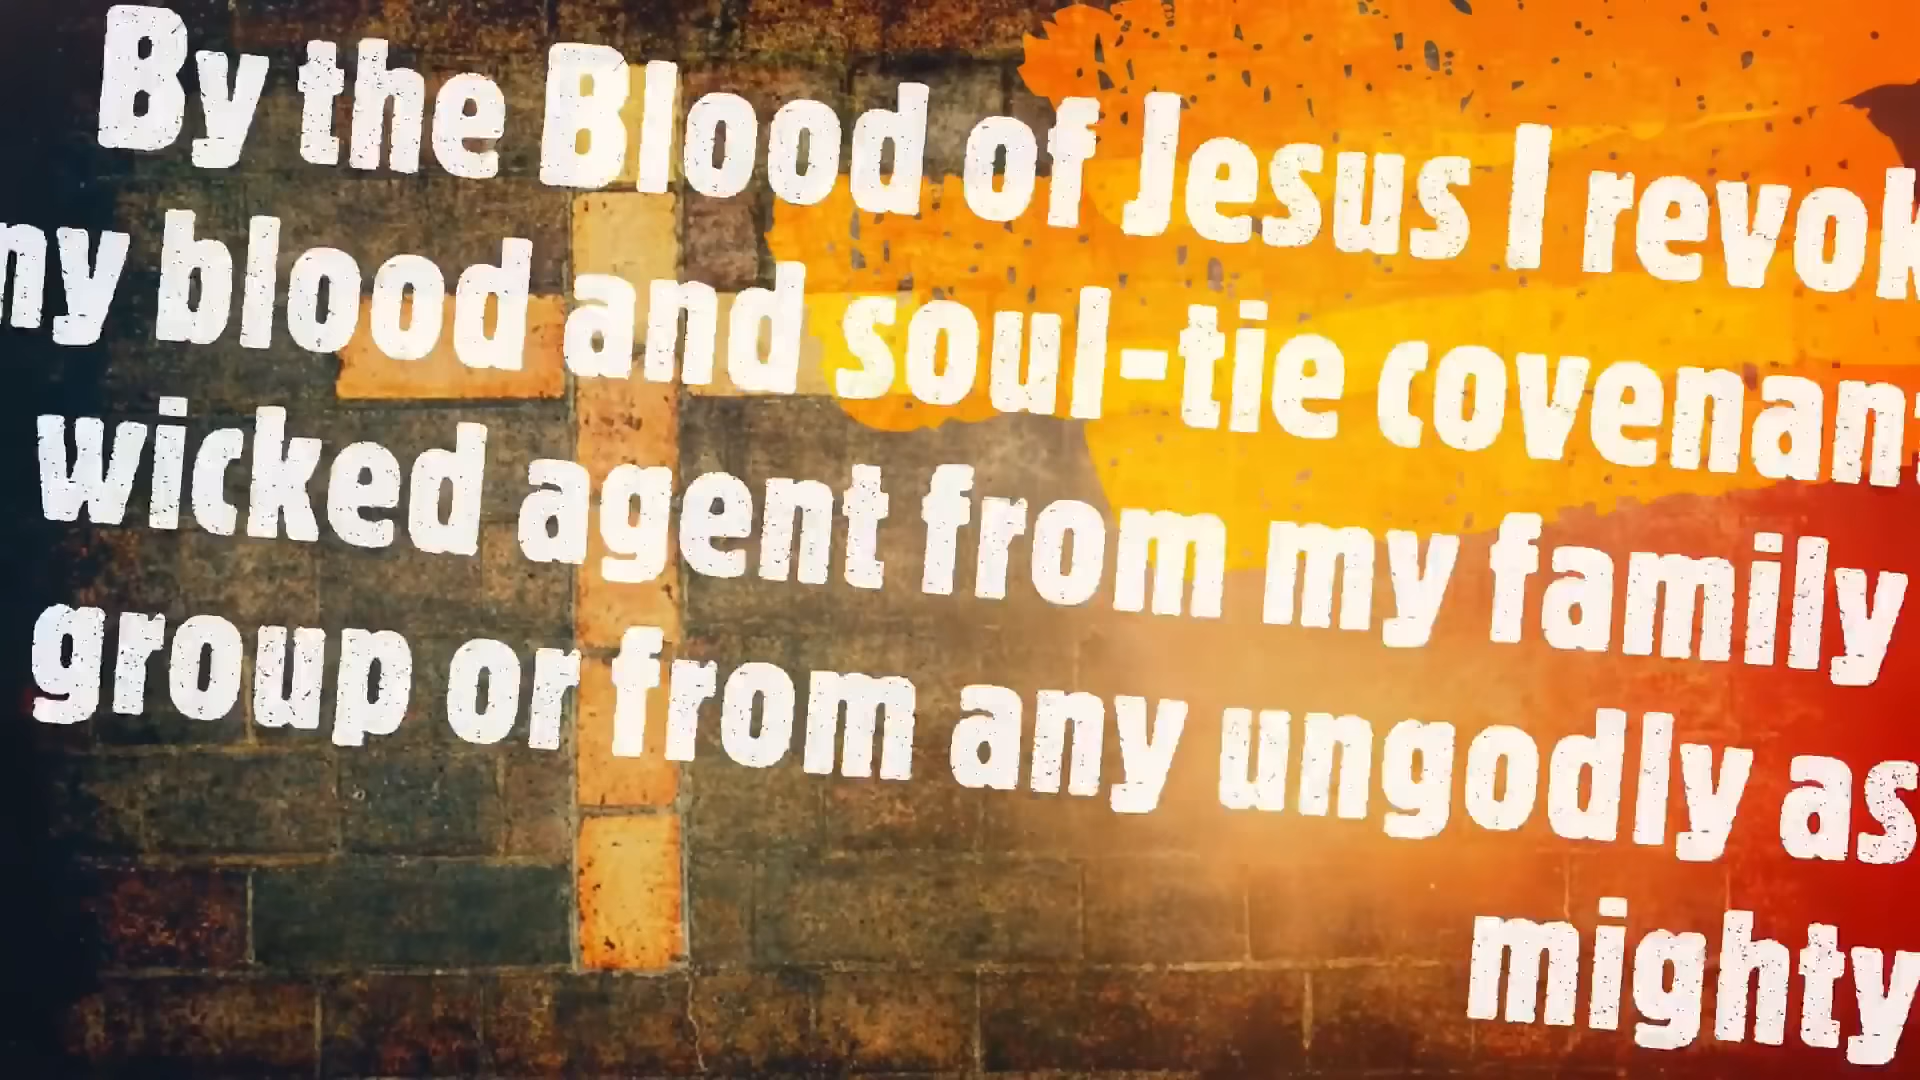 By the Blood of Jesus I revok
ny blood and soul-tie covenant
wicked agent from my family
group or from any ungodly as
mighty